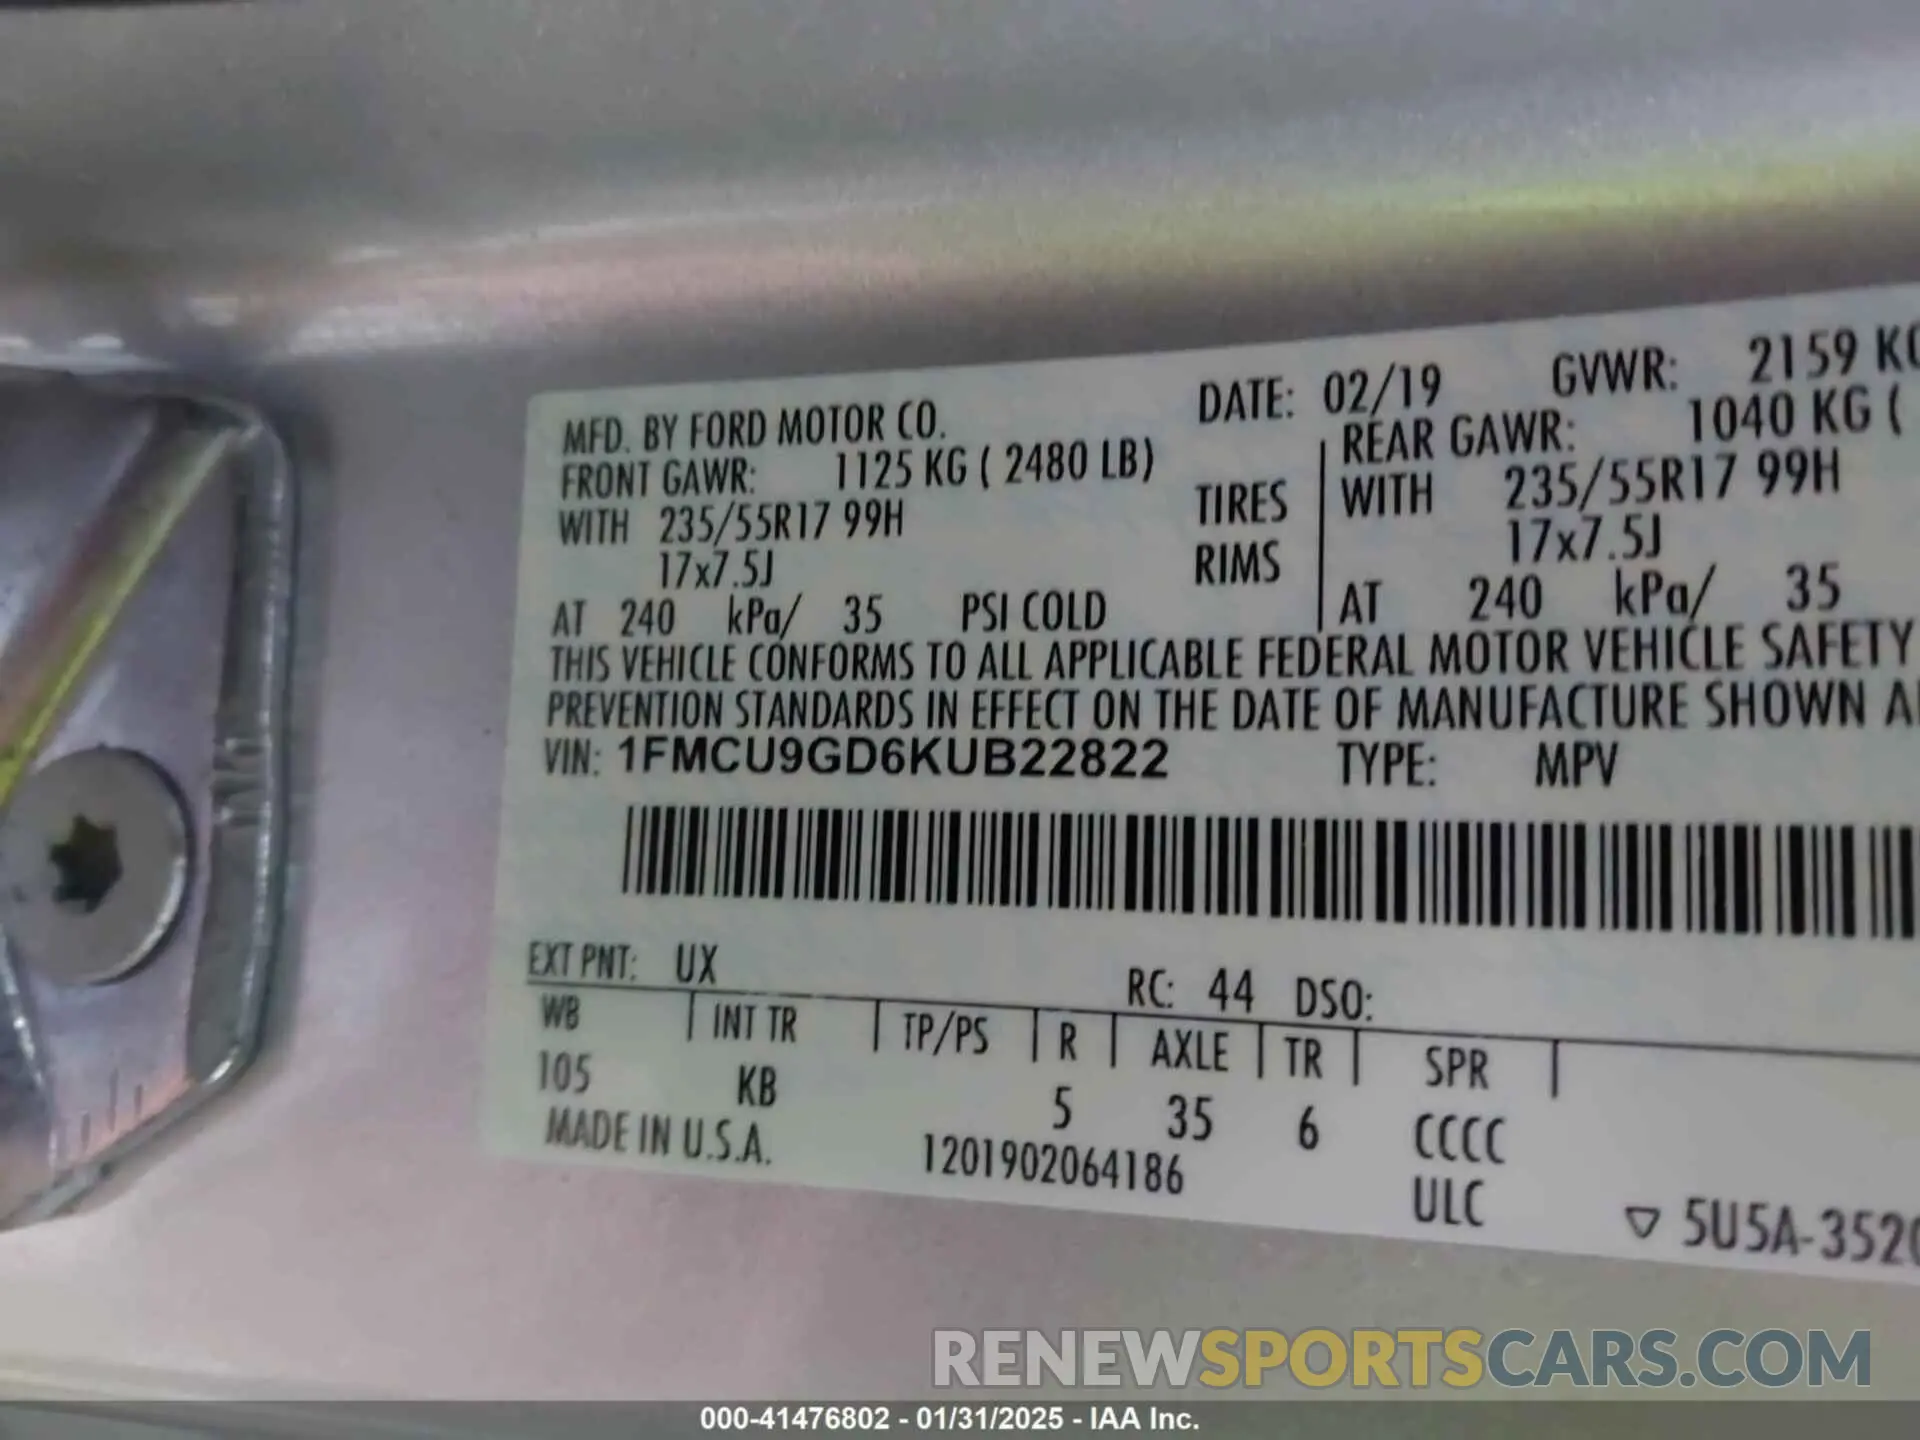 MFD. BY FORD MOTOR CO. DATE: 02/19 GVWR: 2159 KG
FRONT GAWR: 1125 KG ( 2480 LB) REAR GAWR: 1040 KG (
WITH 235/55R17 99H TIRES WITH 235/55R17 99H
17x7.5J RIMS 17x7.5J
AT 240 kPa/ 35 PSI COLD AT 240 kPa/ 35
THIS VEHICLE CONFORMS TO ALL APPLICABLE FEDERAL MOTOR VEHICLE SAFETY
PREVENTION STANDARDS IN EFFECT ON THE DATE OF MANUFACTURE SHOWN
VIN: 1FMCU9GD6KUB22822 TYPE: MPV
EXT PNT: UX RC: 44 DSO:
WB INT TR TP/PS R AXLE TR SPR
105 KB 5 35 6 CCCC
MADE IN U.S.A. 1201902064186 ULC
5U5A-3520
RENEWSPORTSCARS.COM
000-41476802 - 01/31/2025 - IAA Inc.